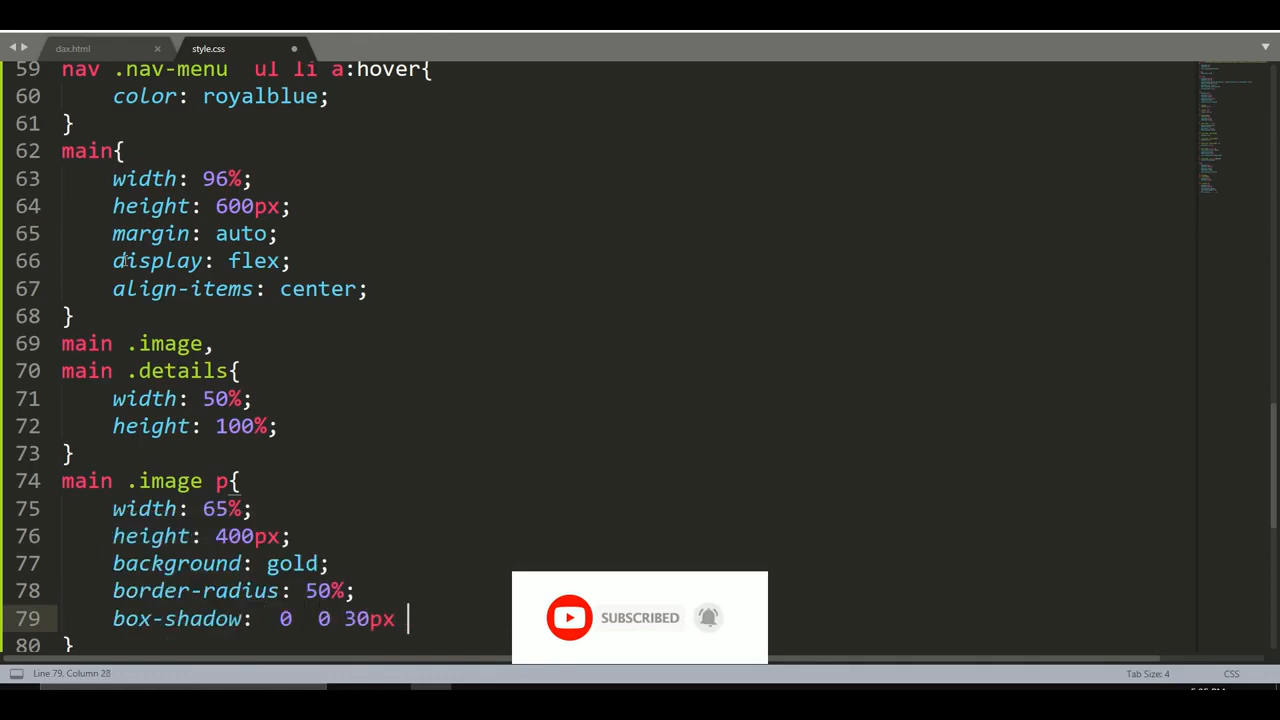 dax.html
style.css
59 nav .nav-menu  ul li a:hover{
60     color: royalblue;
61 }
62 main{
63     width: 96%;
64     height: 600px;
65     margin: auto;
66     display: flex;
67     align-items: center;
68 }
69 main .image,
70 main .details{
71     width: 50%;
72     height: 100%;
73 }
74 main .image p{
75     width: 65%;
76     height: 400px;
77     background: gold;
78     border-radius: 50%;
79     box-shadow:  0  0 30px
80 }
SUBSCRIBED
Line 79, Column 28
Tab Size: 4
CSS